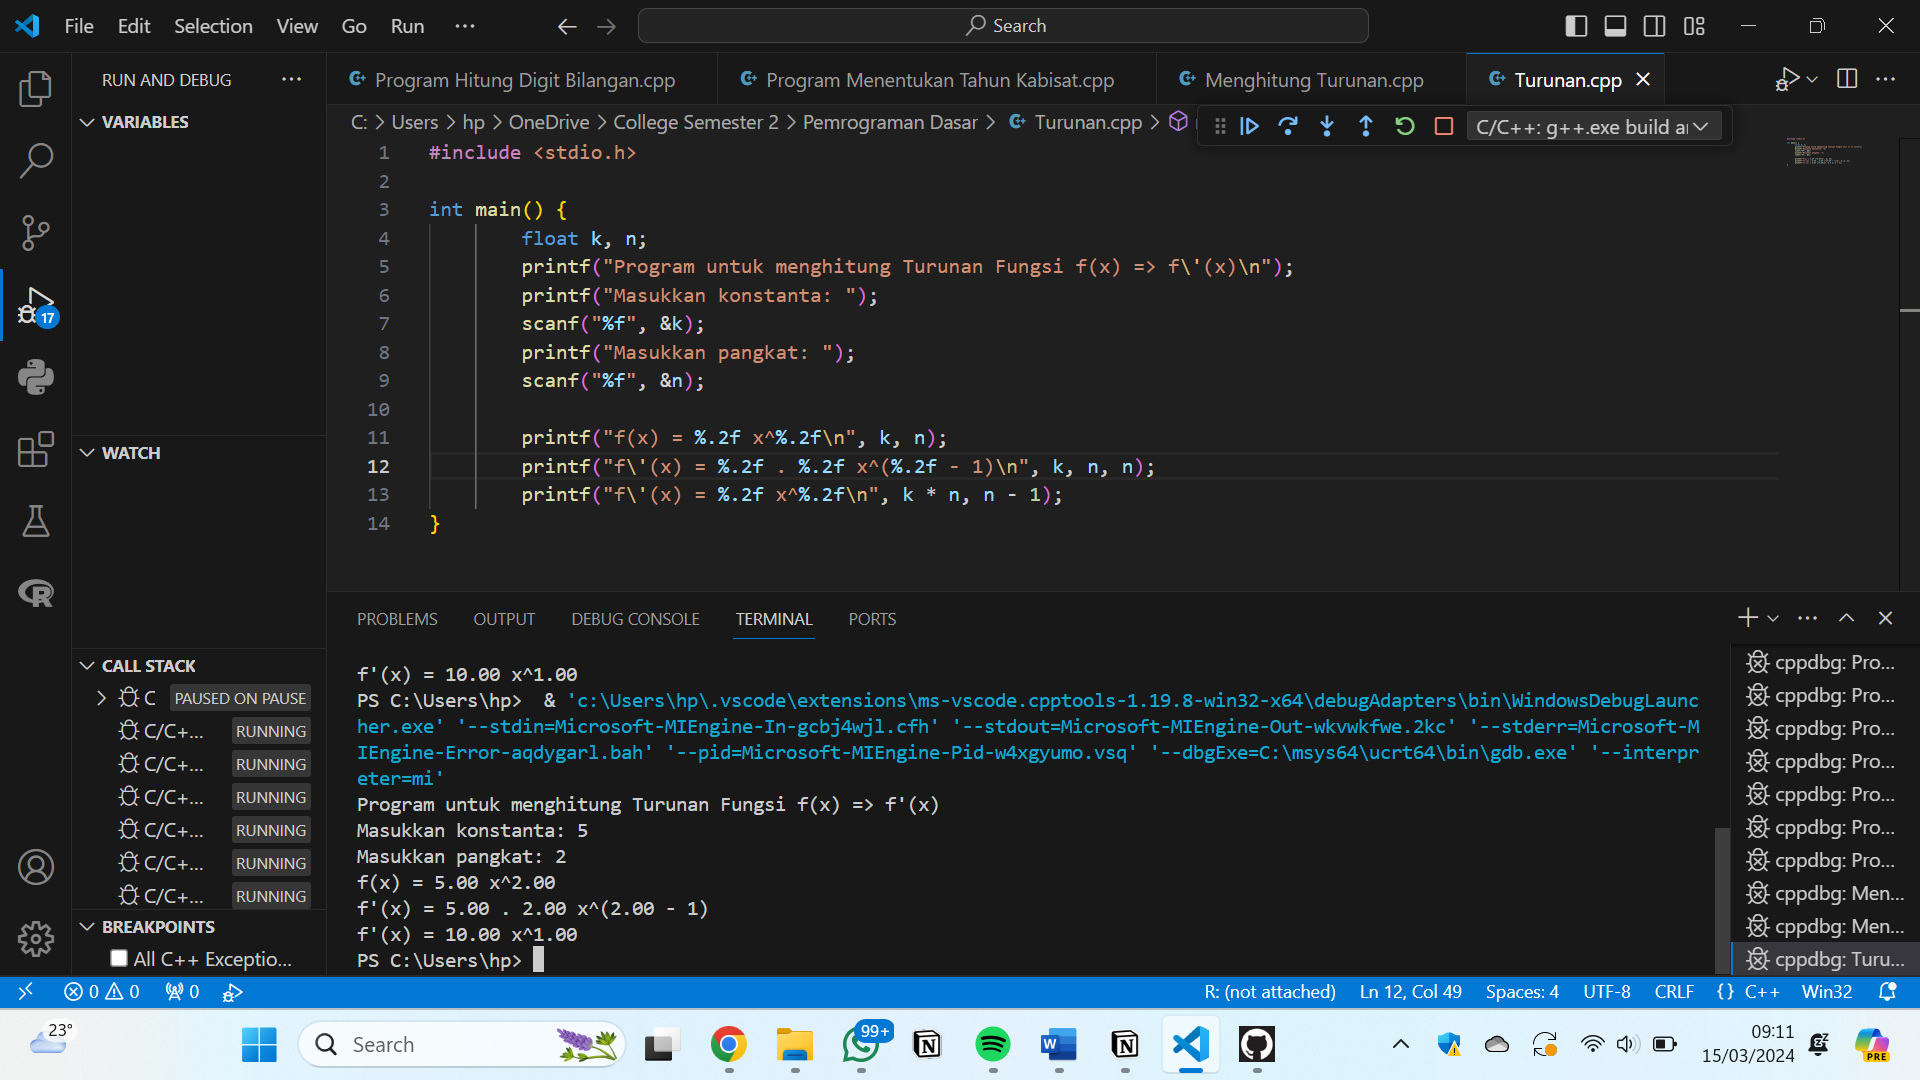 File Edit Selection View Go Run ···
Search
RUN AND DEBUG ···
VARIABLES
WATCH
CALL STACK
C PAUSED ON PAUSE
C/C+... RUNNING
C/C+... RUNNING
C/C+... RUNNING
C/C+... RUNNING
C/C+... RUNNING
C/C+... RUNNING
BREAKPOINTS
All C++ Exceptio...
17
Program Hitung Digit Bilangan.cpp Program Menentukan Tahun Kabisat.cpp Menghitung Turunan.cpp Turunan.cpp
C: > Users > hp > OneDrive > College Semester 2 > Pemrograman Dasar > Turunan.cpp >
C/C++: g++.exe build ar
1 #include <stdio.h>
2
3 int main() {
4 float k, n;
5 printf("Program untuk menghitung Turunan Fungsi f(x) => f\'(x)\n");
6 printf("Masukkan konstanta: ");
7 scanf("%f", &k);
8 printf("Masukkan pangkat: ");
9 scanf("%f", &n);
10
11 printf("f(x) = %.2f x^%.2f\n", k, n);
12 printf("f\'(x) = %.2f . %.2f x^(%.2f - 1)\n", k, n, n);
13 printf("f\'(x) = %.2f x^%.2f\n", k * n, n - 1);
14 }
PROBLEMS OUTPUT DEBUG CONSOLE TERMINAL PORTS
f'(x) = 10.00 x^1.00
PS C:\Users\hp> & 'c:\Users\hp\.vscode\extensions\ms-vscode.cpptools-1.19.8-win32-x64\debugAdapters\bin\WindowsDebugLaunc
her.exe' '--stdin=Microsoft-MIEngine-In-gcbj4wjl.cfh' '--stdout=Microsoft-MIEngine-Out-wkvwkfwe.2kc' '--stderr=Microsoft-M
IEngine-Error-aqdygarl.bah' '--pid=Microsoft-MIEngine-Pid-w4xgyumo.vsq' '--dbgExe=C:\msys64\ucrt64\bin\gdb.exe' '--interpr
eter=mi'
Program untuk menghitung Turunan Fungsi f(x) => f'(x)
Masukkan konstanta: 5
Masukkan pangkat: 2
f(x) = 5.00 x^2.00
f'(x) = 5.00 . 2.00 x^(2.00 - 1)
f'(x) = 10.00 x^1.00
PS C:\Users\hp>
cppdbg: Pro...
cppdbg: Pro...
cppdbg: Pro...
cppdbg: Pro...
cppdbg: Pro...
cppdbg: Pro...
cppdbg: Pro...
cppdbg: Men...
cppdbg: Men...
cppdbg: Turu...
0 0 0 R: (not attached) Ln 12, Col 49 Spaces: 4 UTF-8 CRLF {} C++ Win32
23° Search 99+ 09:11
15/03/2024
PRE